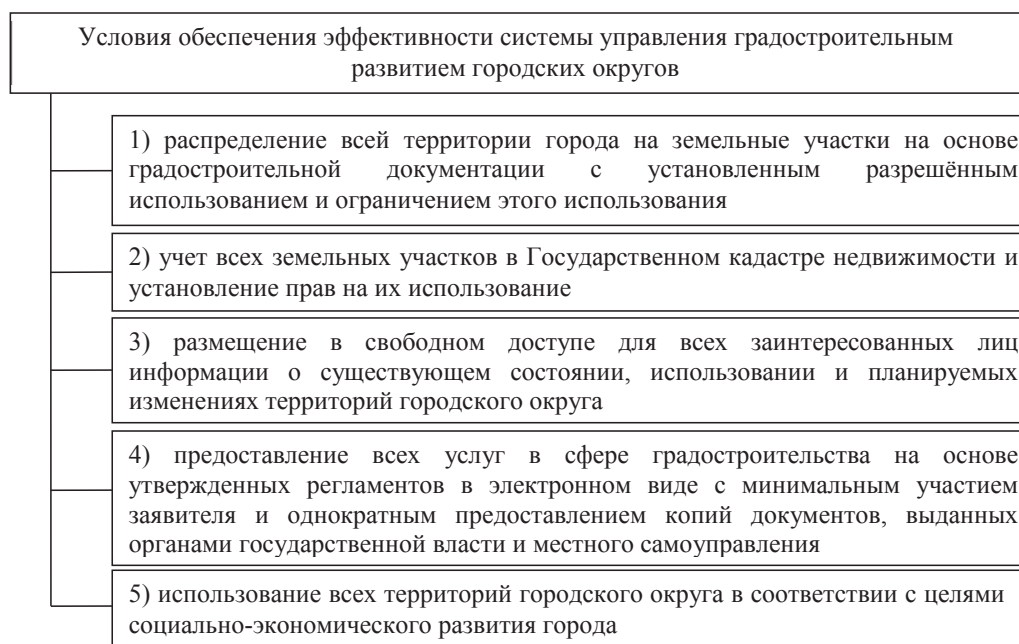 Условия обеспечения эффективности системы управления градостроительным
развитием городских округов
1) распределение всей территории города на земельные участки на основе
градостроительной документации с установленным разрешённым
использованием и ограничением этого использования
2) учет всех земельных участков в Государственном кадастре недвижимости и
установление прав на их использование
3) размещение в свободном доступе для всех заинтересованных лиц
информации о существующем состоянии, использовании и планируемых
изменениях территорий городского округа
4) предоставление всех услуг в сфере градостроительства на основе
утвержденных регламентов в электронном виде с минимальным участием
заявителя и однократным предоставлением копий документов, выданных
органами государственной власти и местного самоуправления
5) использование всех территорий городского округа в соответствии с целями
социально-экономического развития города